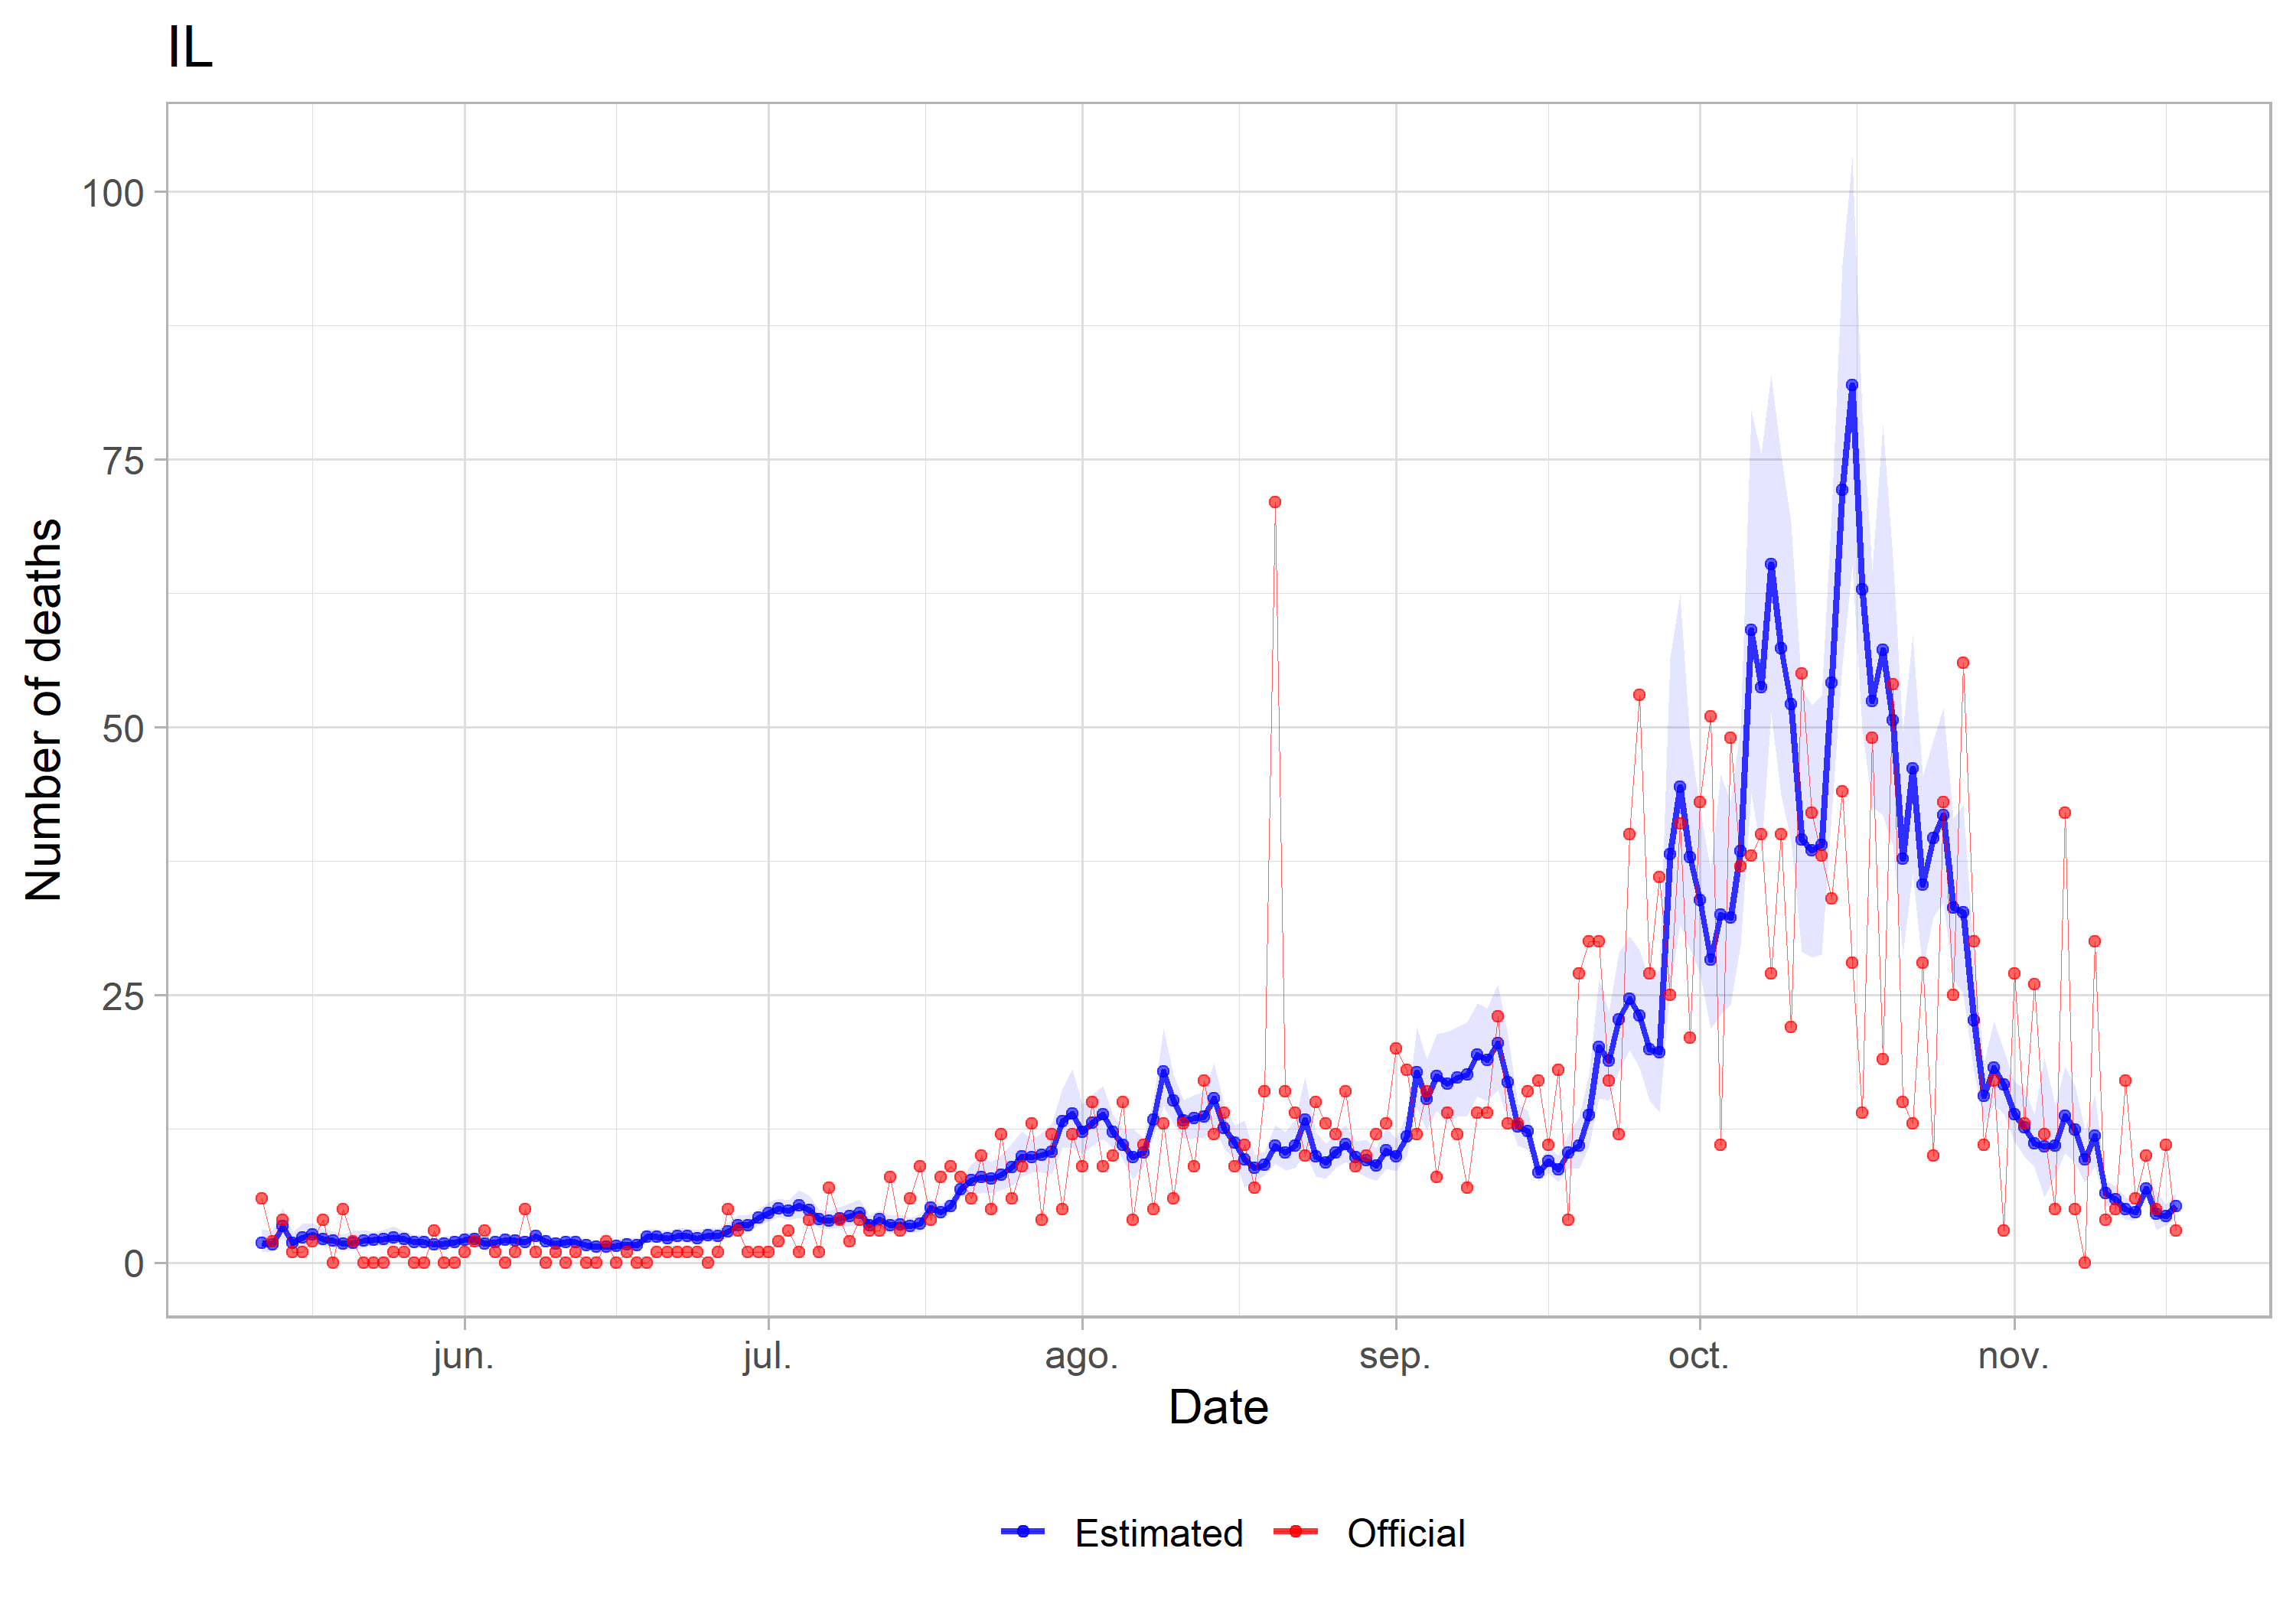 IL
100
75
50
25
0
Number of deaths
jun.
jul.
ago.
sep.
oct.
nov.
Date
Estimated
Official